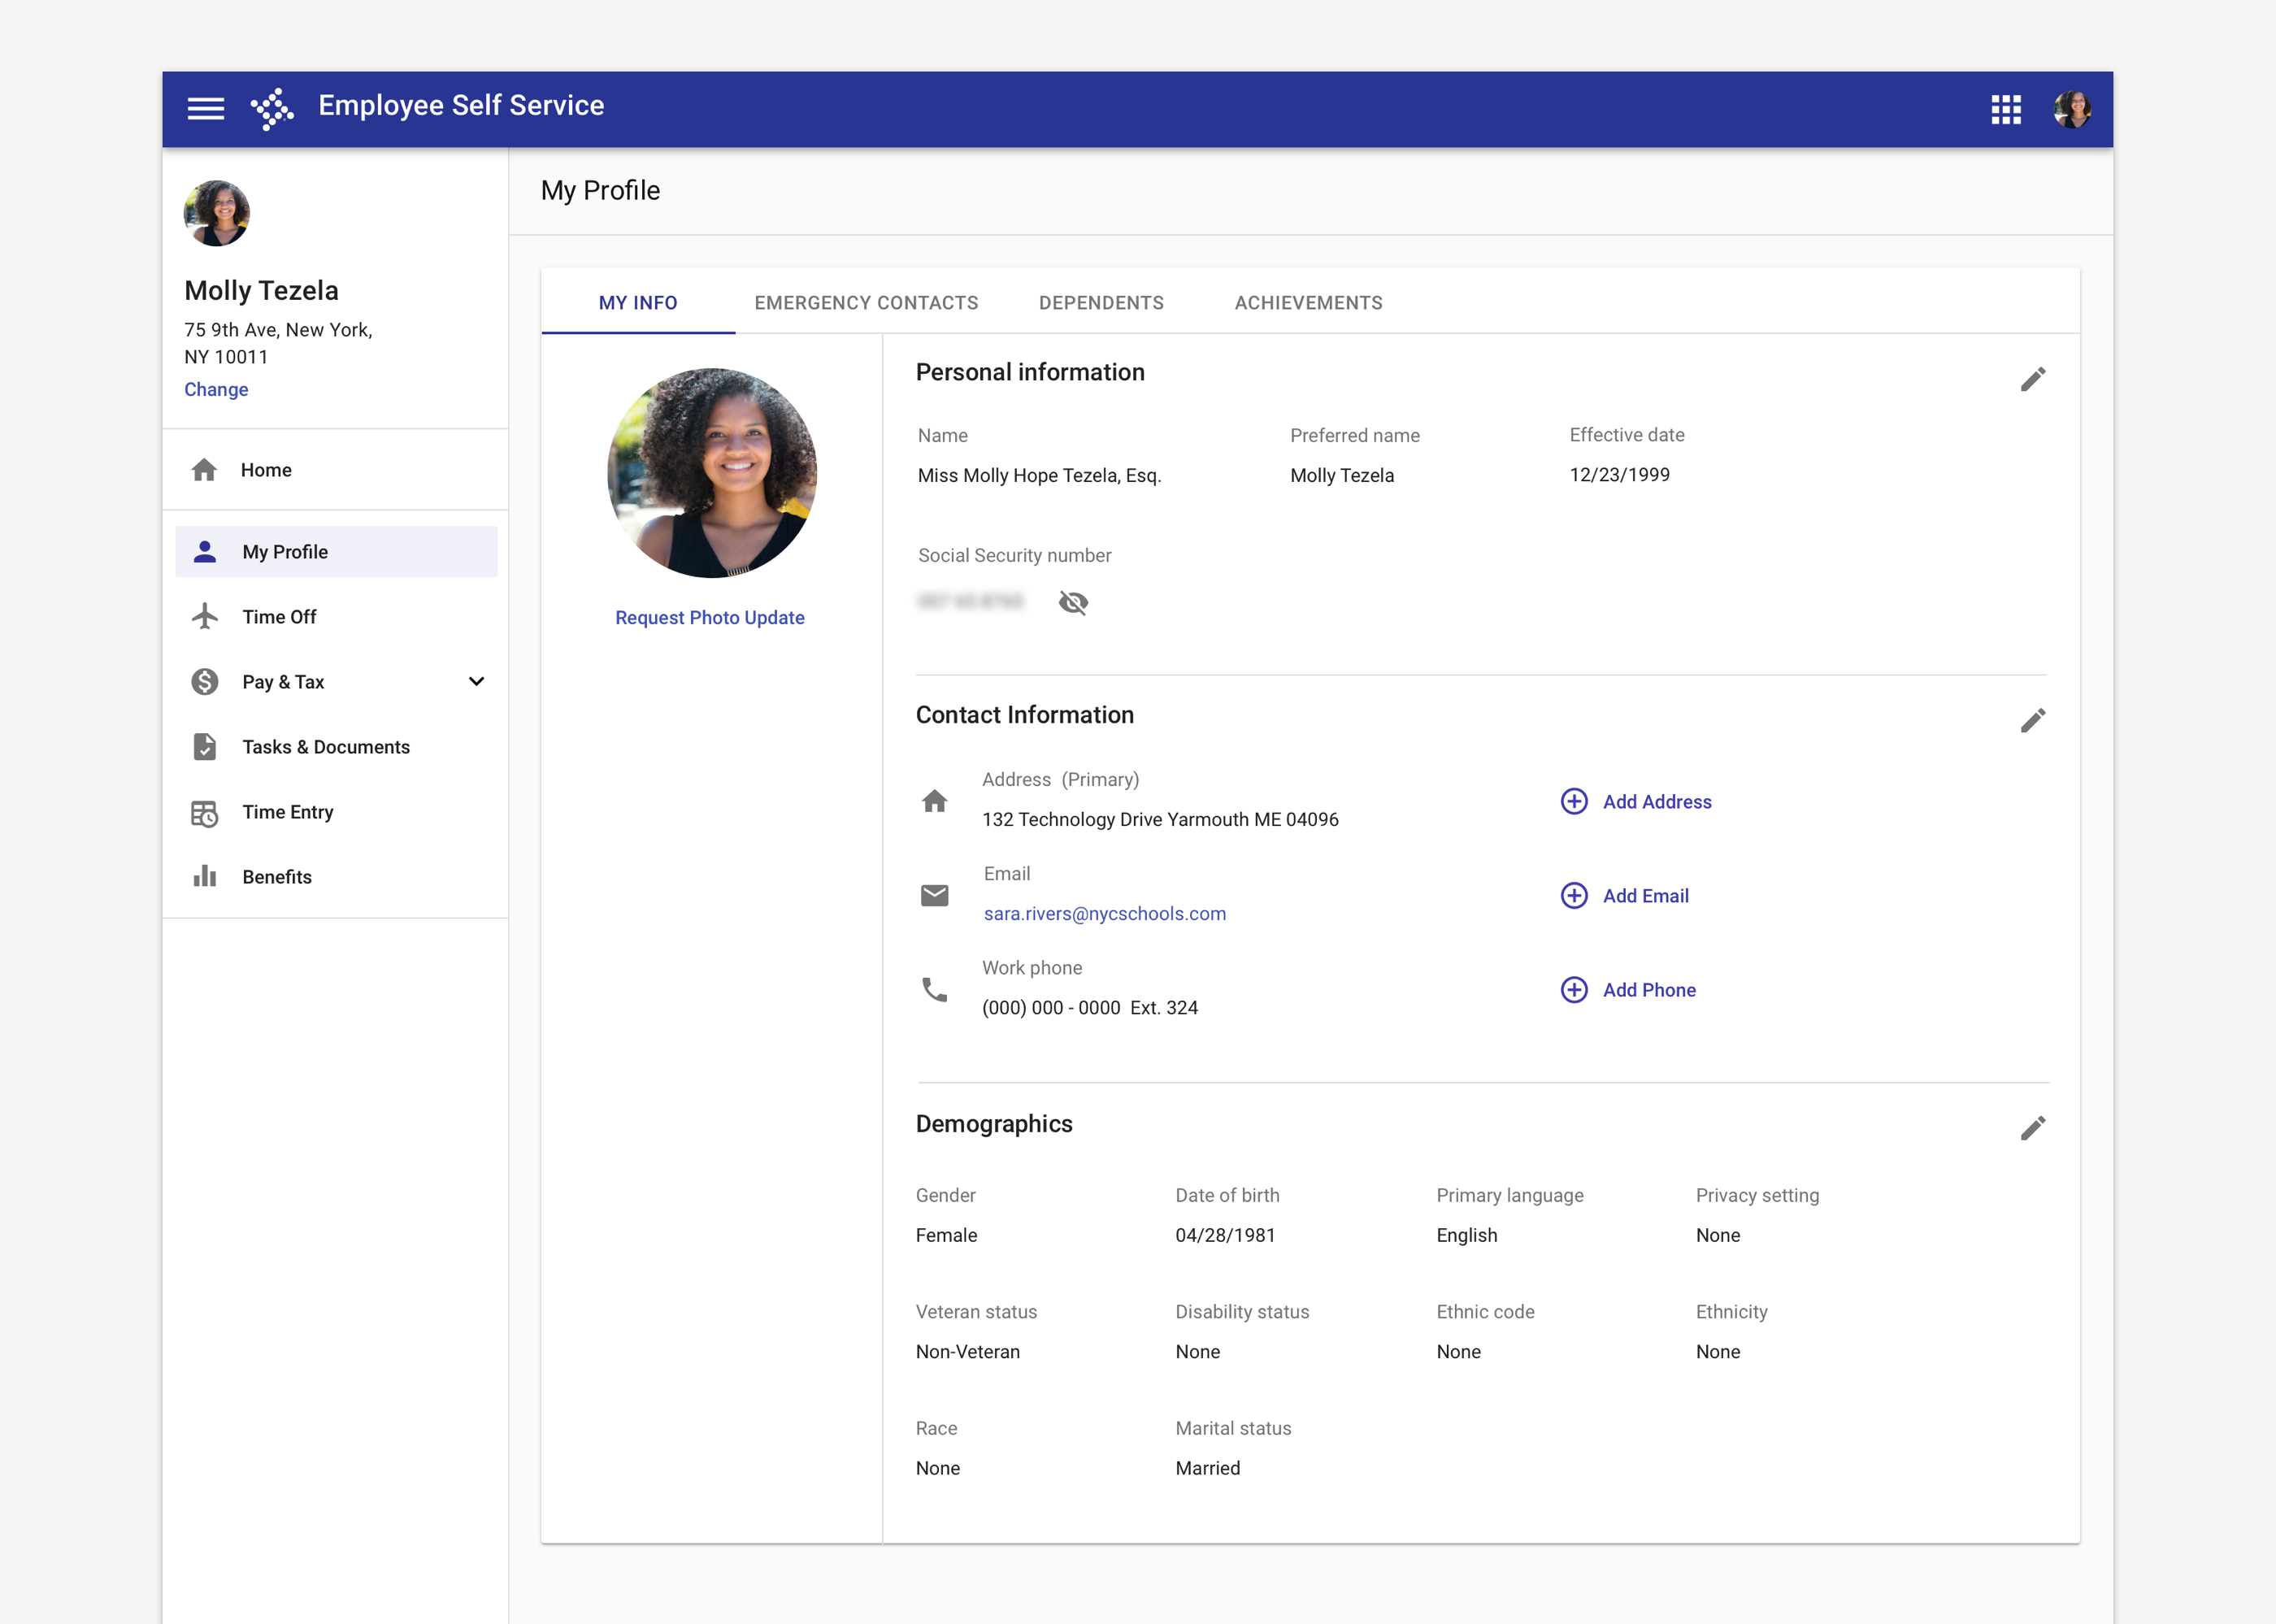 Employee Self Service
Molly Tezela
75 9th Ave, New York,
NY 10011
Change
Home
My Profile
Time Off
Pay & Tax
Tasks & Documents
Time Entry
Benefits
My Profile
MY INFO EMERGENCY CONTACTS DEPENDENTS ACHIEVEMENTS
Request Photo Update
Personal information
Name Preferred name Effective date
Miss Molly Hope Tezela, Esq. Molly Tezela 12/23/1999
Social Security number
Contact Information
Address (Primary)
132 Technology Drive Yarmouth ME 04096
Add Address
Email
sara.rivers@nycschools.com
Add Email
Work phone
(000) 000 - 0000 Ext. 324
Add Phone
Demographics
Gender Date of birth Primary language Privacy setting
Female 04/28/1981 English None
Veteran status Disability status Ethnic code Ethnicity
Non-Veteran None None None
Race Marital status
None Married